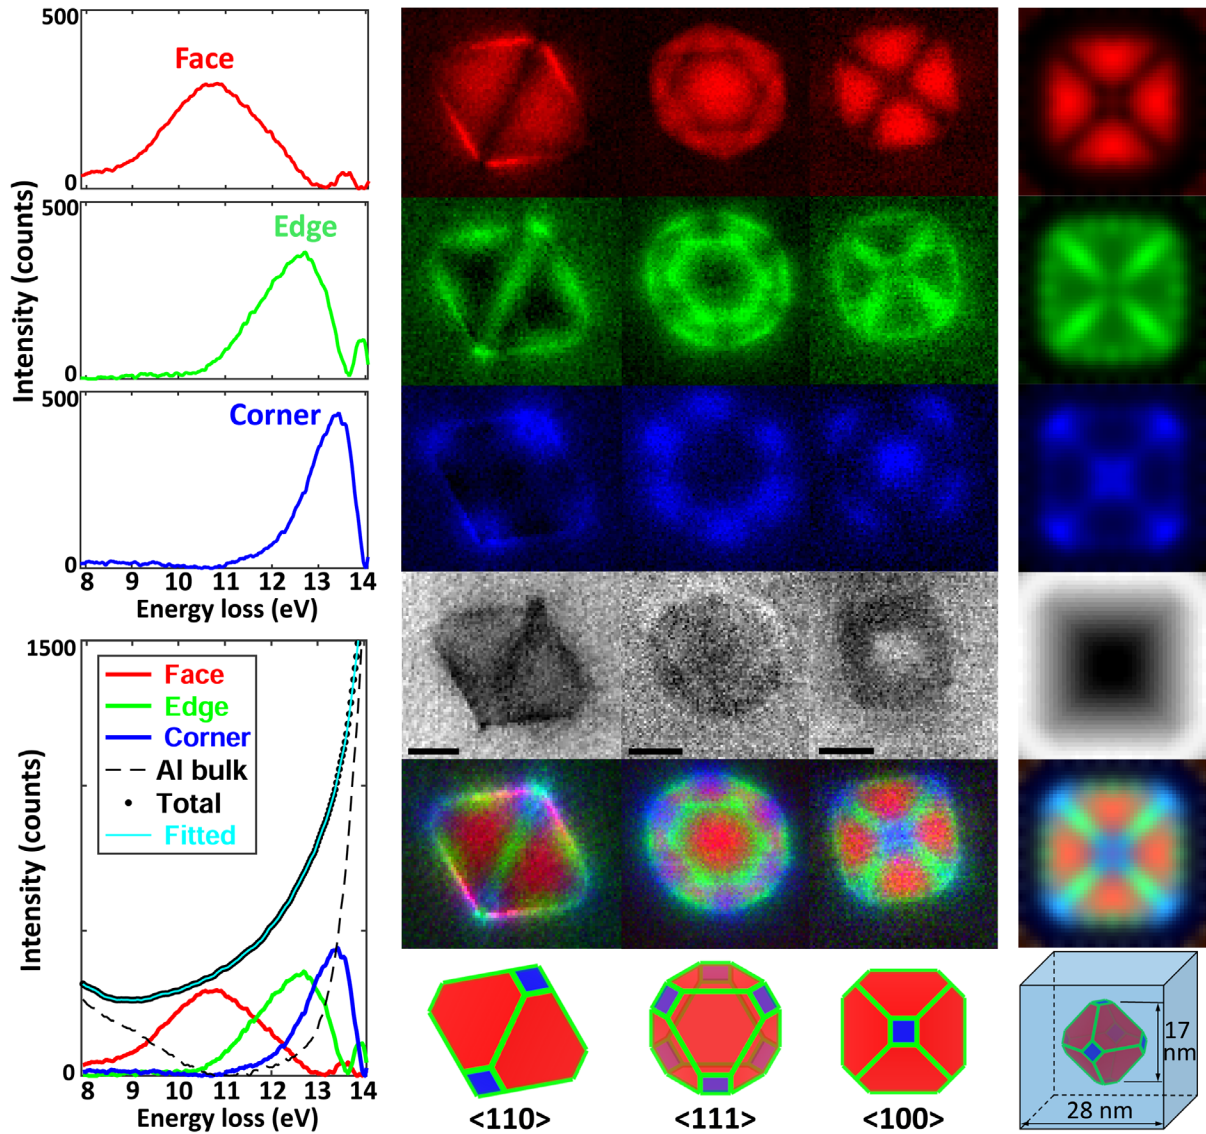 500
Face
0
Intensity (counts)
500
Edge
0
500
Corner
0
8 9 10 11 12 13 14
Energy loss (eV)
1500
Face
Edge
Corner
Al bulk
Total
Fitted
Intensity (counts)
0
8 9 10 11 12 13 14
Energy loss (eV)
<110>
<111>
<100>
17
nm
28 nm